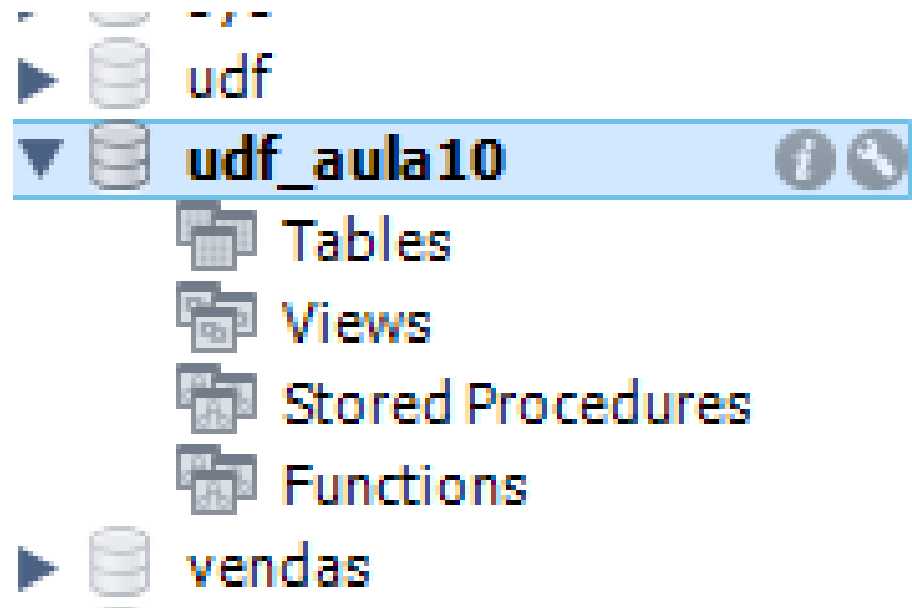 udf
udf_aula10
Tables
Views
Stored Procedures
Functions
vendas